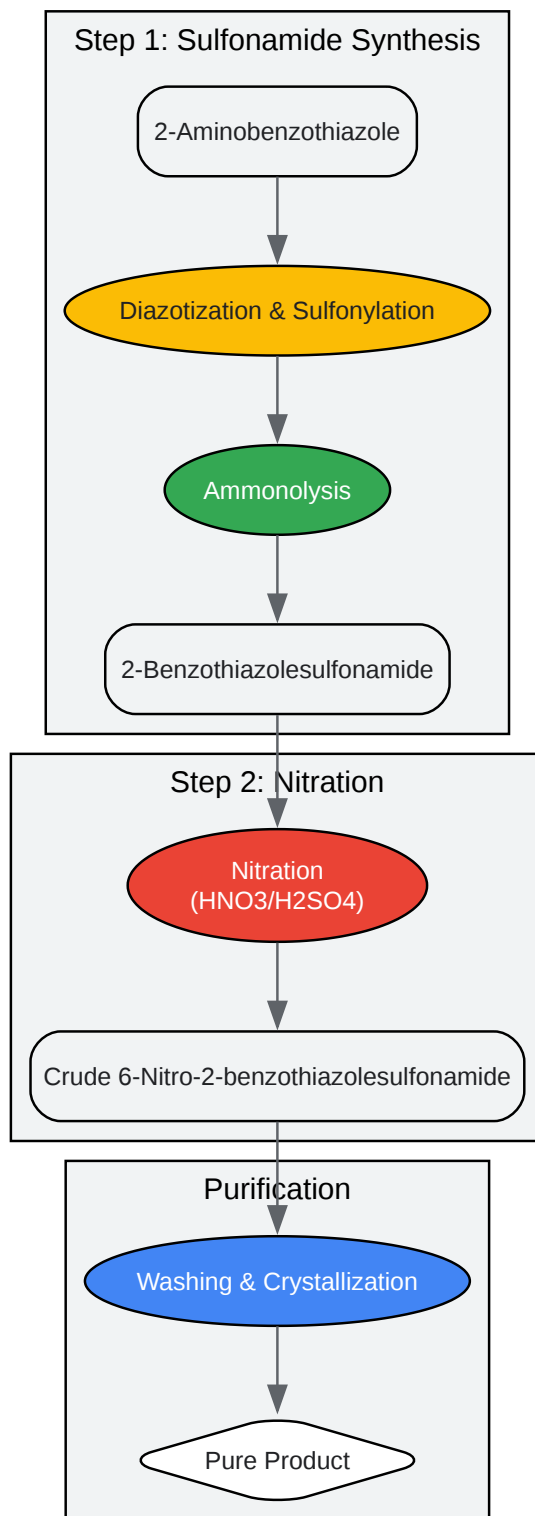 Step 1: Sulfonamide Synthesis
2-Aminobenzothiazole
Diazotization & Sulfonylation
Ammonolysis
2-Benzothiazolesulfonamide
Step 2: Nitration
Nitration
(HNO3/H2SO4)
Crude 6-Nitro-2-benzothiazolesulfonamide
Purification
Washing & Crystallization
Pure Product